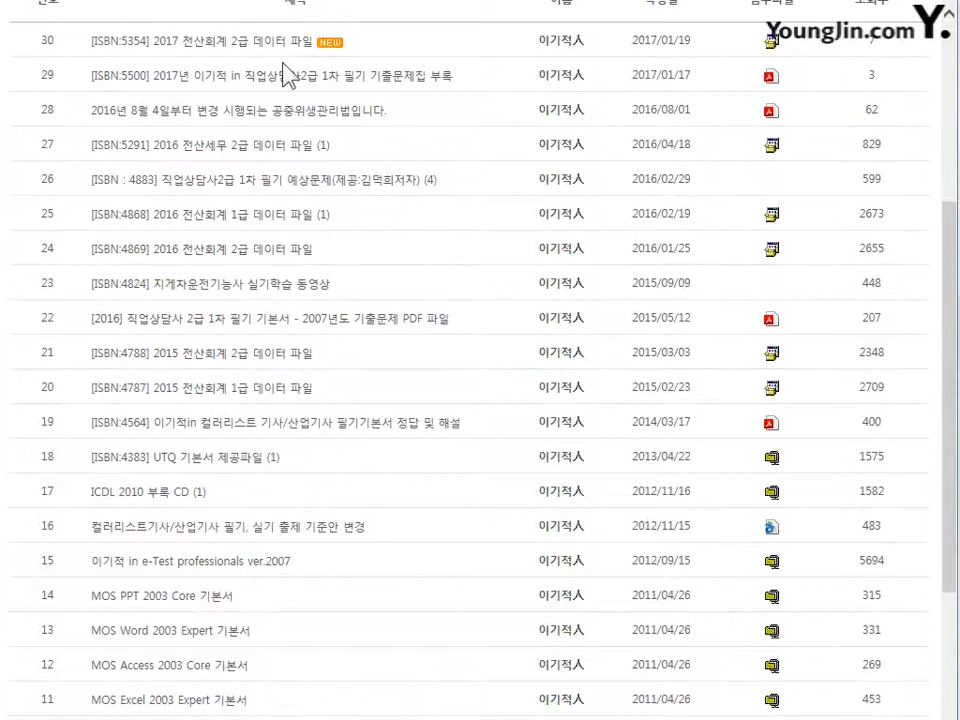 YoungJin.com Y.
30 [ISBN:5354] 2017 전산회계 2급 데이터 파일 NEW 이기적人 2017/01/19 7
29 [ISBN:5500] 2017년 이기적 in 직업상담사2급 1차 필기 기출문제집 부록 이기적人 2017/01/17 3
28 2016년 8월 4일부터 변경 시행되는 공중위생관리법입니다. 이기적人 2016/08/01 62
27 [ISBN:5291] 2016 전산세무 2급 데이터 파일 (1) 이기적人 2016/04/18 829
26 [ISBN : 4883] 직업상담사2급 1차 필기 예상문제(제공:김덕희저자) (4) 이기적人 2016/02/29 599
25 [ISBN:4868] 2016 전산회계 1급 데이터 파일 (1) 이기적人 2016/02/19 2673
24 [ISBN:4869] 2016 전산회계 2급 데이터 파일 이기적人 2016/01/25 2655
23 [ISBN:4824] 지게차운전기능사 실기학습 동영상 이기적人 2015/09/09 448
22 [2016] 직업상담사 2급 1차 필기 기본서 - 2007년도 기출문제 PDF 파일 이기적人 2015/05/12 207
21 [ISBN:4788] 2015 전산회계 2급 데이터 파일 이기적人 2015/03/03 2348
20 [ISBN:4787] 2015 전산회계 1급 데이터 파일 이기적人 2015/02/23 2709
19 [ISBN:4564] 이기적in 컬러리스트 기사/산업기사 필기기본서 정답 및 해설 이기적人 2014/03/17 400
18 [ISBN:4383] UTQ 기본서 제공파일 (1) 이기적人 2013/04/22 1575
17 ICDL 2010 부록 CD (1) 이기적人 2012/11/16 1582
16 컬러리스트기사/산업기사 필기, 실기 출제 기준안 변경 이기적人 2012/11/15 483
15 이기적 in e-Test professionals ver.2007 이기적人 2012/09/15 5694
14 MOS PPT 2003 Core 기본서 이기적人 2011/04/26 315
13 MOS Word 2003 Expert 기본서 이기적人 2011/04/26 331
12 MOS Access 2003 Core 기본서 이기적人 2011/04/26 269
11 MOS Excel 2003 Expert 기본서 이기적人 2011/04/26 453